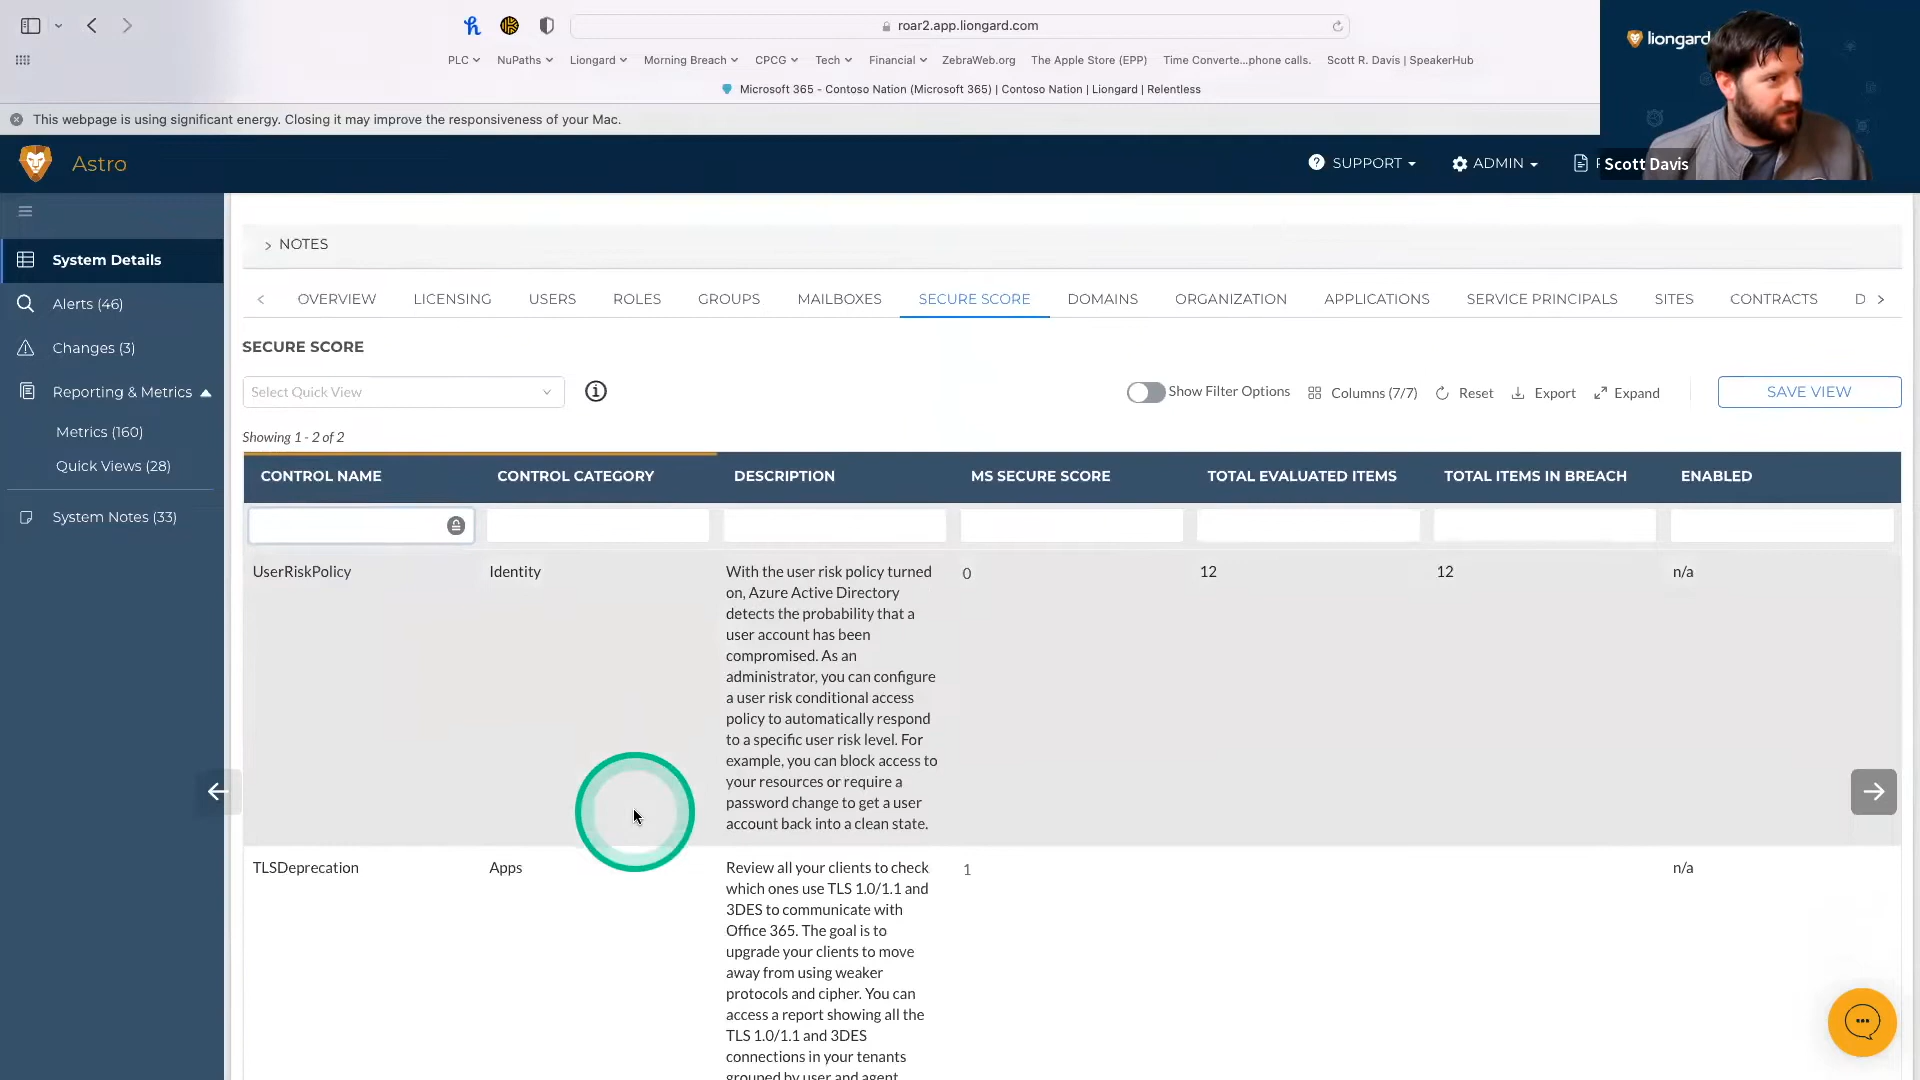 roar2.app.liongard.com
liongard
PLC
NuPaths
Liongard
Morning Breach
CPCG
Tech
Financial
ZebraWeb.org
The Apple Store (EPP)
Time Converte...phone calls.
Scott R. Davis | SpeakerHub
Microsoft 365 - Contoso Nation (Microsoft 365) | Contoso Nation | Liongard | Relentless
This webpage is using significant energy. Closing it may improve the responsiveness of your Mac.
Astro
SUPPORT
ADMIN
Scott Davis
System Details
Alerts (46)
Changes (3)
Reporting & Metrics
Metrics (160)
Quick Views (28)
System Notes (33)
NOTES
OVERVIEW
LICENSING
USERS
ROLES
GROUPS
MAILBOXES
SECURE SCORE
DOMAINS
ORGANIZATION
APPLICATIONS
SERVICE PRINCIPALS
SITES
CONTRACTS
D
SECURE SCORE
Select Quick View
Show Filter Options
Columns (7/7)
Reset
Export
Expand
SAVE VIEW
Showing 1 - 2 of 2
CONTROL NAME
CONTROL CATEGORY
DESCRIPTION
MS SECURE SCORE
TOTAL EVALUATED ITEMS
TOTAL ITEMS IN BREACH
ENABLED
UserRiskPolicy
Identity
With the user risk policy turned
on, Azure Active Directory
detects the probability that a
user account has been
compromised. As an
administrator, you can configure
a user risk conditional access
policy to automatically respond
to a specific user risk level. For
example, you can block access to
your resources or require a
password change to get a user
account back into a clean state.
0
12
12
n/a
TLSDeprecation
Apps
Review all your clients to check
which ones use TLS 1.0/1.1 and
3DES to communicate with
Office 365. The goal is to
upgrade your clients to move
away from using weaker
protocols and cipher. You can
access a report showing all the
TLS 1.0/1.1 and 3DES
connections in your tenants
grouped by user and agent
1
n/a